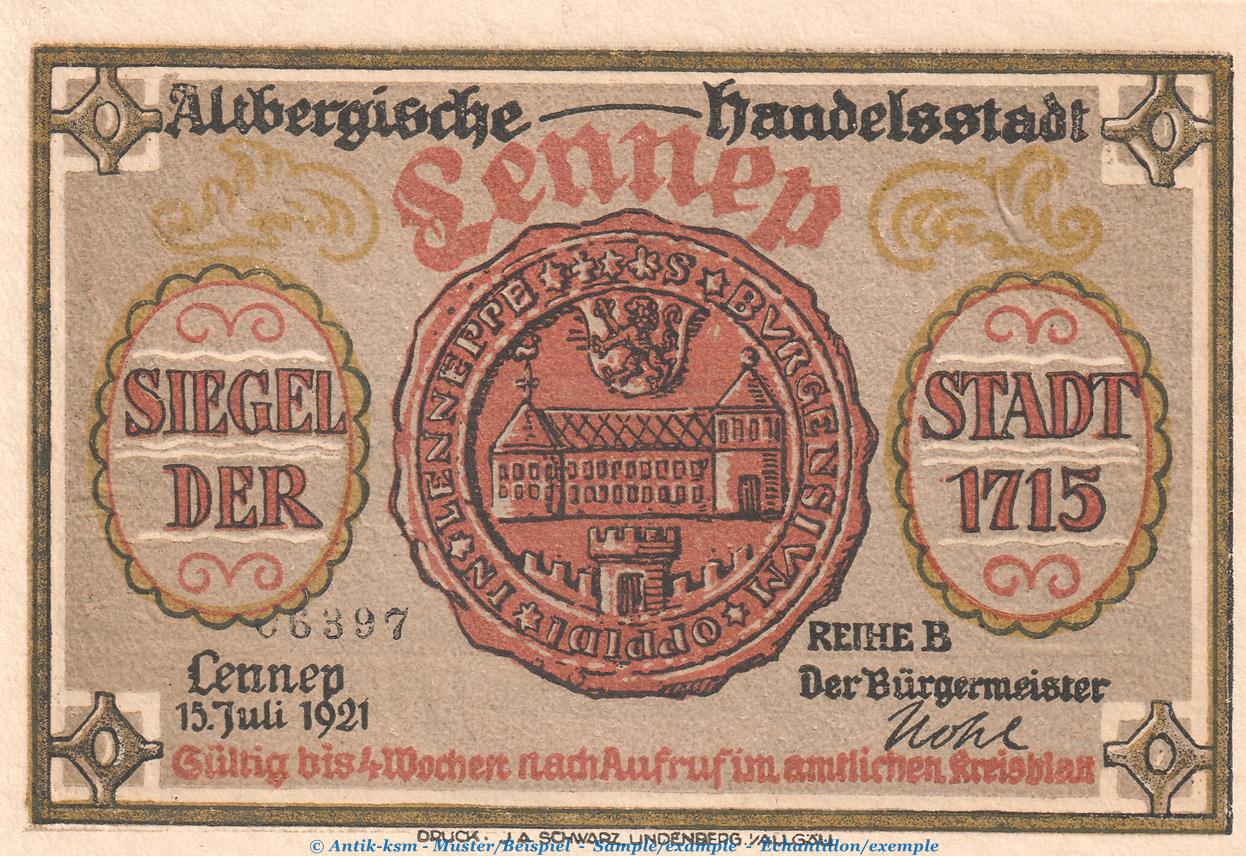 Altbergische — Handelsstadt
Lennep
S ★ BVRGENSIVM ★ OPPIDI ★ IN ★ LENNEPPE
SIEGEL
DER
STADT
1715
06397
REIHE B
Lennep
15. Juli 1921
Der Bürgermeister
Gültig bis 4 Wochen nach Aufruf im amtlichen Kreisblatt
DRUCK. J. A. SCHWARZ, LINDENBERG I/ALLGÄU.
© Antik-ksm - Muster/Beispiel - Sample/example - Echantillon/exemple